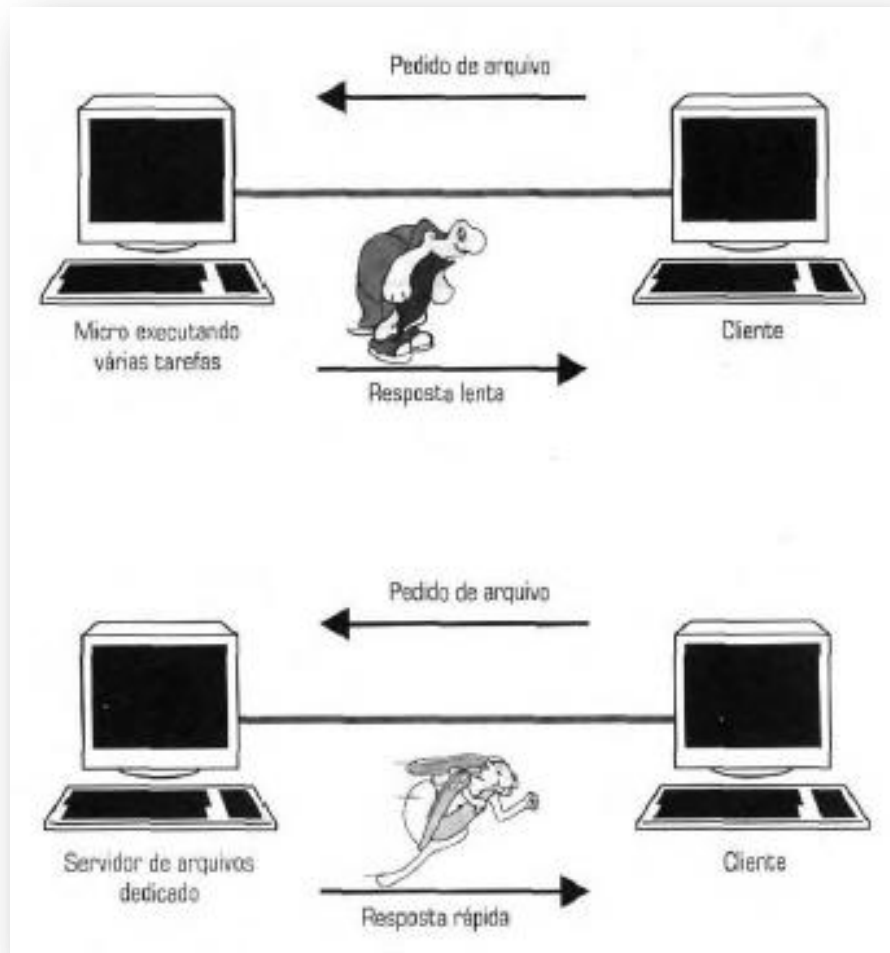 Pedido de arquivo
Micro executando
várias tarefas
Cliente
Resposta lenta
Pedido de arquivo
Servidor de arquivos
dedicado
Cliente
Resposta rápida